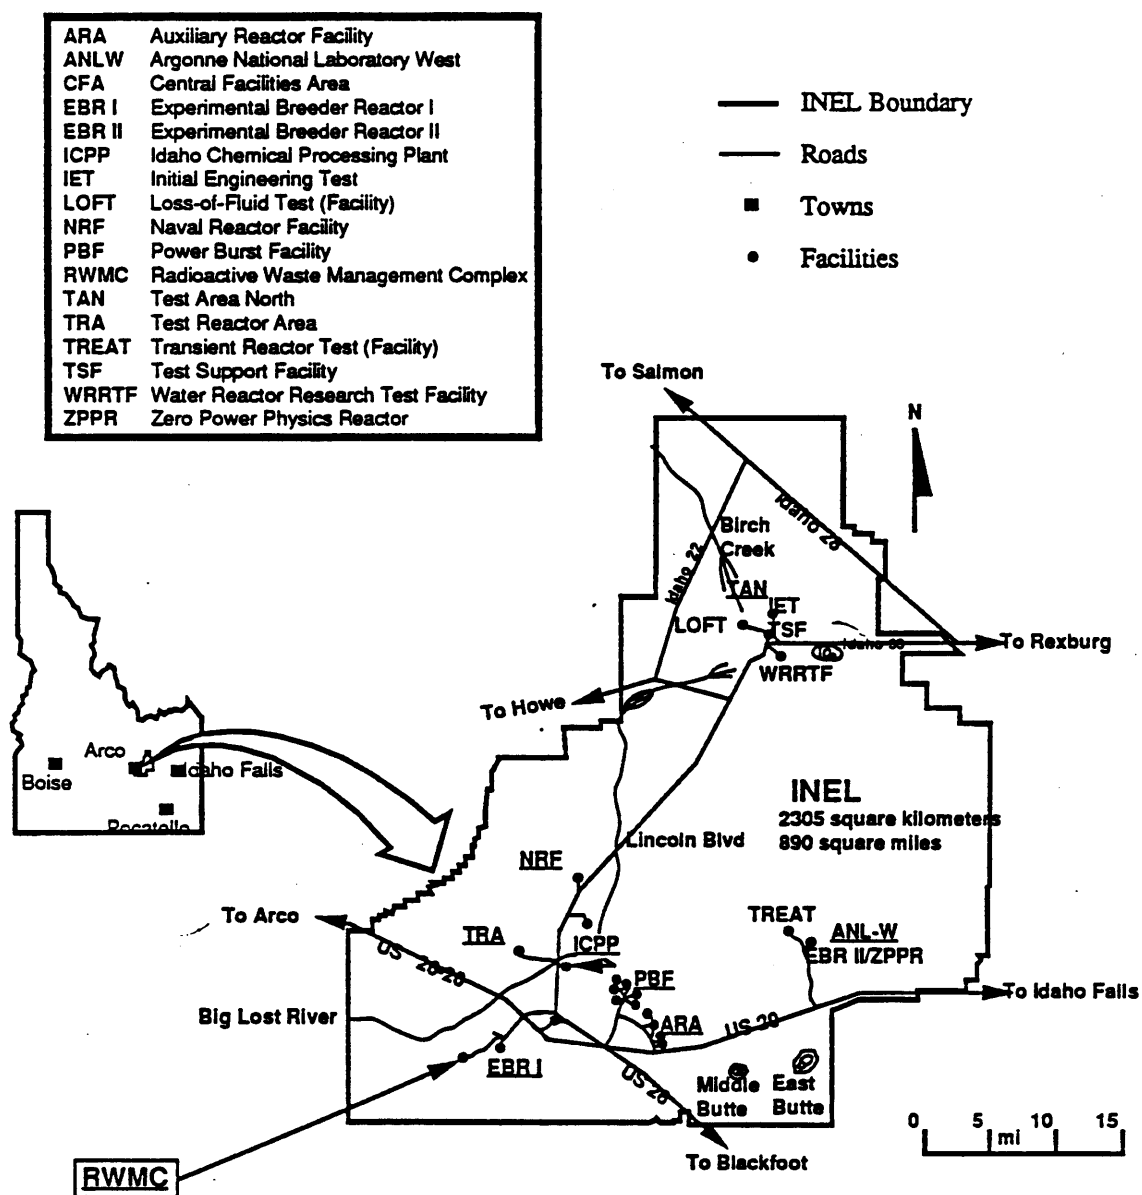 ARA Auxiliary Reactor Facility
ANLW Argonne National Laboratory West
CFA Central Facilities Area
EBR I Experimental Breeder Reactor I
EBR II Experimental Breeder Reactor II
ICPP Idaho Chemical Processing Plant
IET Initial Engineering Test
LOFT Loss-of-Fluid Test (Facility)
NRF Naval Reactor Facility
PBF Power Burst Facility
RWMC Radioactive Waste Management Complex
TAN Test Area North
TRA Test Reactor Area
TREAT Transient Reactor Test (Facility)
TSF Test Support Facility
WRRTF Water Reactor Research Test Facility
ZPPR Zero Power Physics Reactor
INEL Boundary
Roads
Towns
Facilities
To Salmon
N
Idaho 28
Birch
Creek
Idaho 22
TAN
IET
LOFT
TSF
To Rexburg
WRRTF
To Howe
Arco
Boise
Idaho Falls
Pocatello
INEL
2305 square kilometers
890 square miles
Lincoln Blvd
NRF
To Arco
TREAT
ANL-W
EBR II/ZPPR
TRA
ICPP
US 20-26
PBF
To Idaho Falls
Big Lost River
ARA
US 20
EBR I
US 26
Middle
Butte
East
Butte
0 5 10 15
mi
To Blackfoot
RWMC